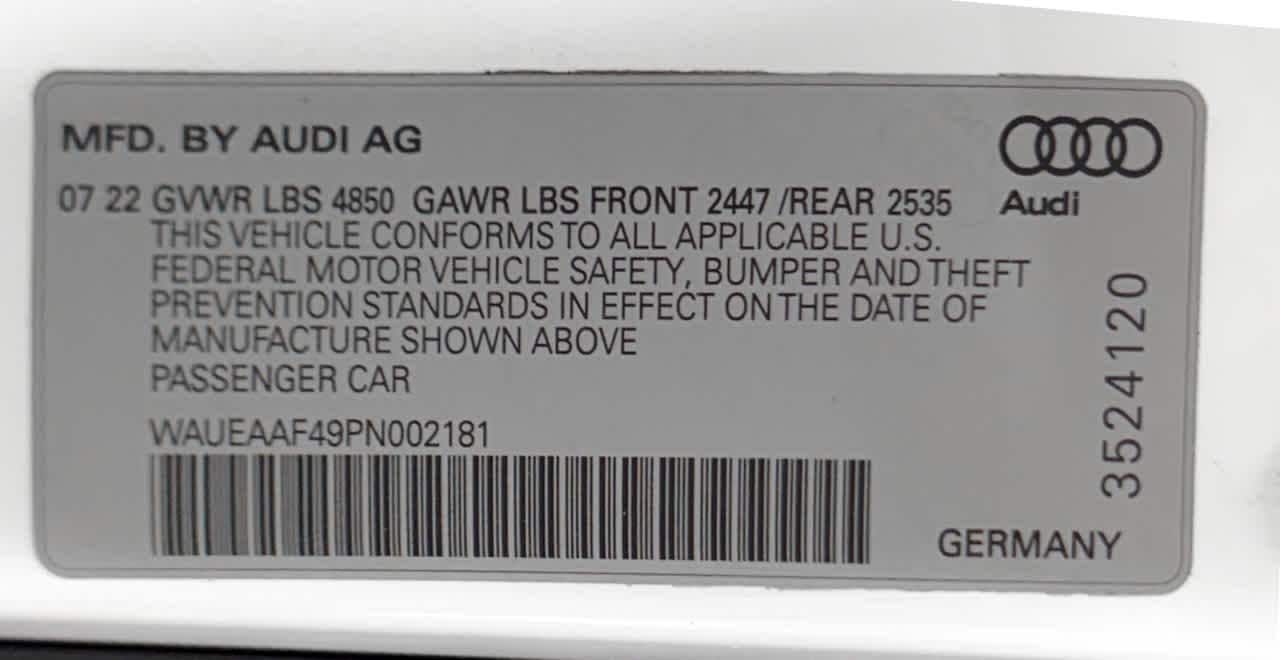 MFD. BY AUDI AG
07 22 GVWR LBS 4850 GAWR LBS FRONT 2447 /REAR 2535
Audi
THIS VEHICLE CONFORMS TO ALL APPLICABLE U.S.
FEDERAL MOTOR VEHICLE SAFETY, BUMPER AND THEFT
PREVENTION STANDARDS IN EFFECT ON THE DATE OF
MANUFACTURE SHOWN ABOVE
PASSENGER CAR
WAUEAAF49PN002181
3524120
GERMANY